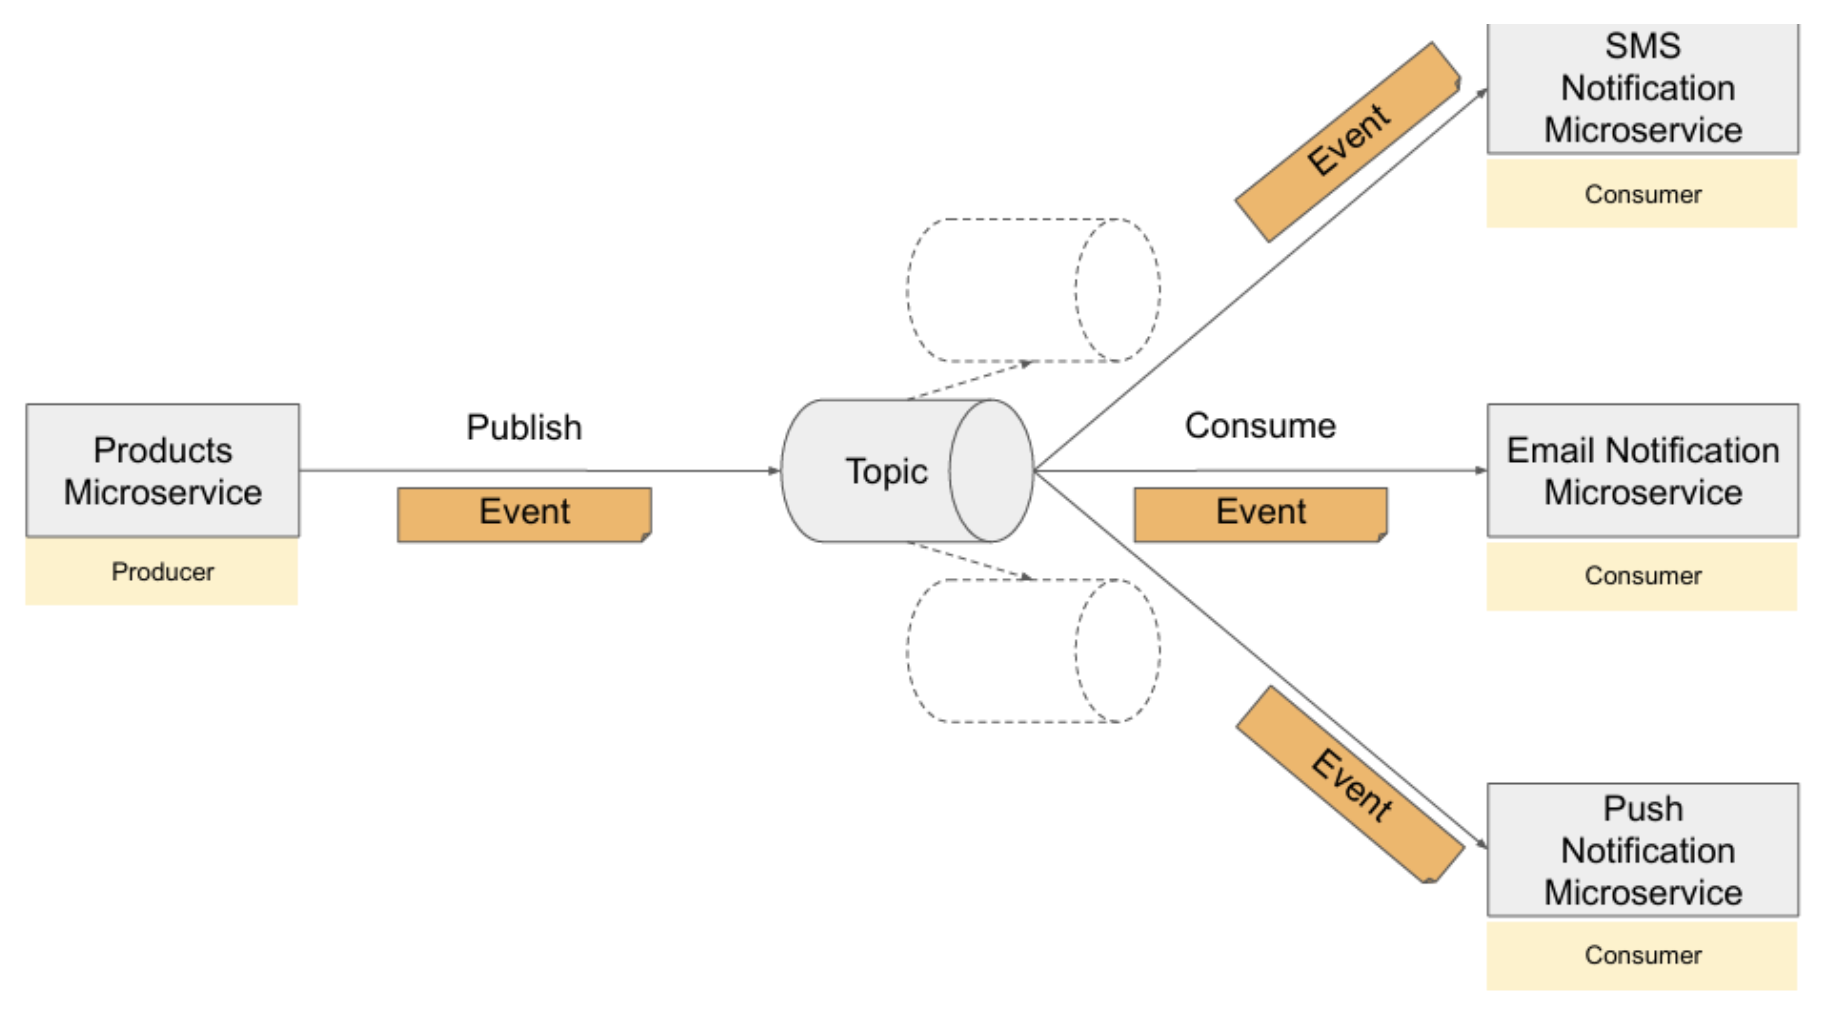 SMS
Notification
Microservice
Consumer
Event
Products
Microservice
Producer
Publish
Event
Topic
Consume
Event
Email Notification
Microservice
Consumer
Event
Push
Notification
Microservice
Consumer